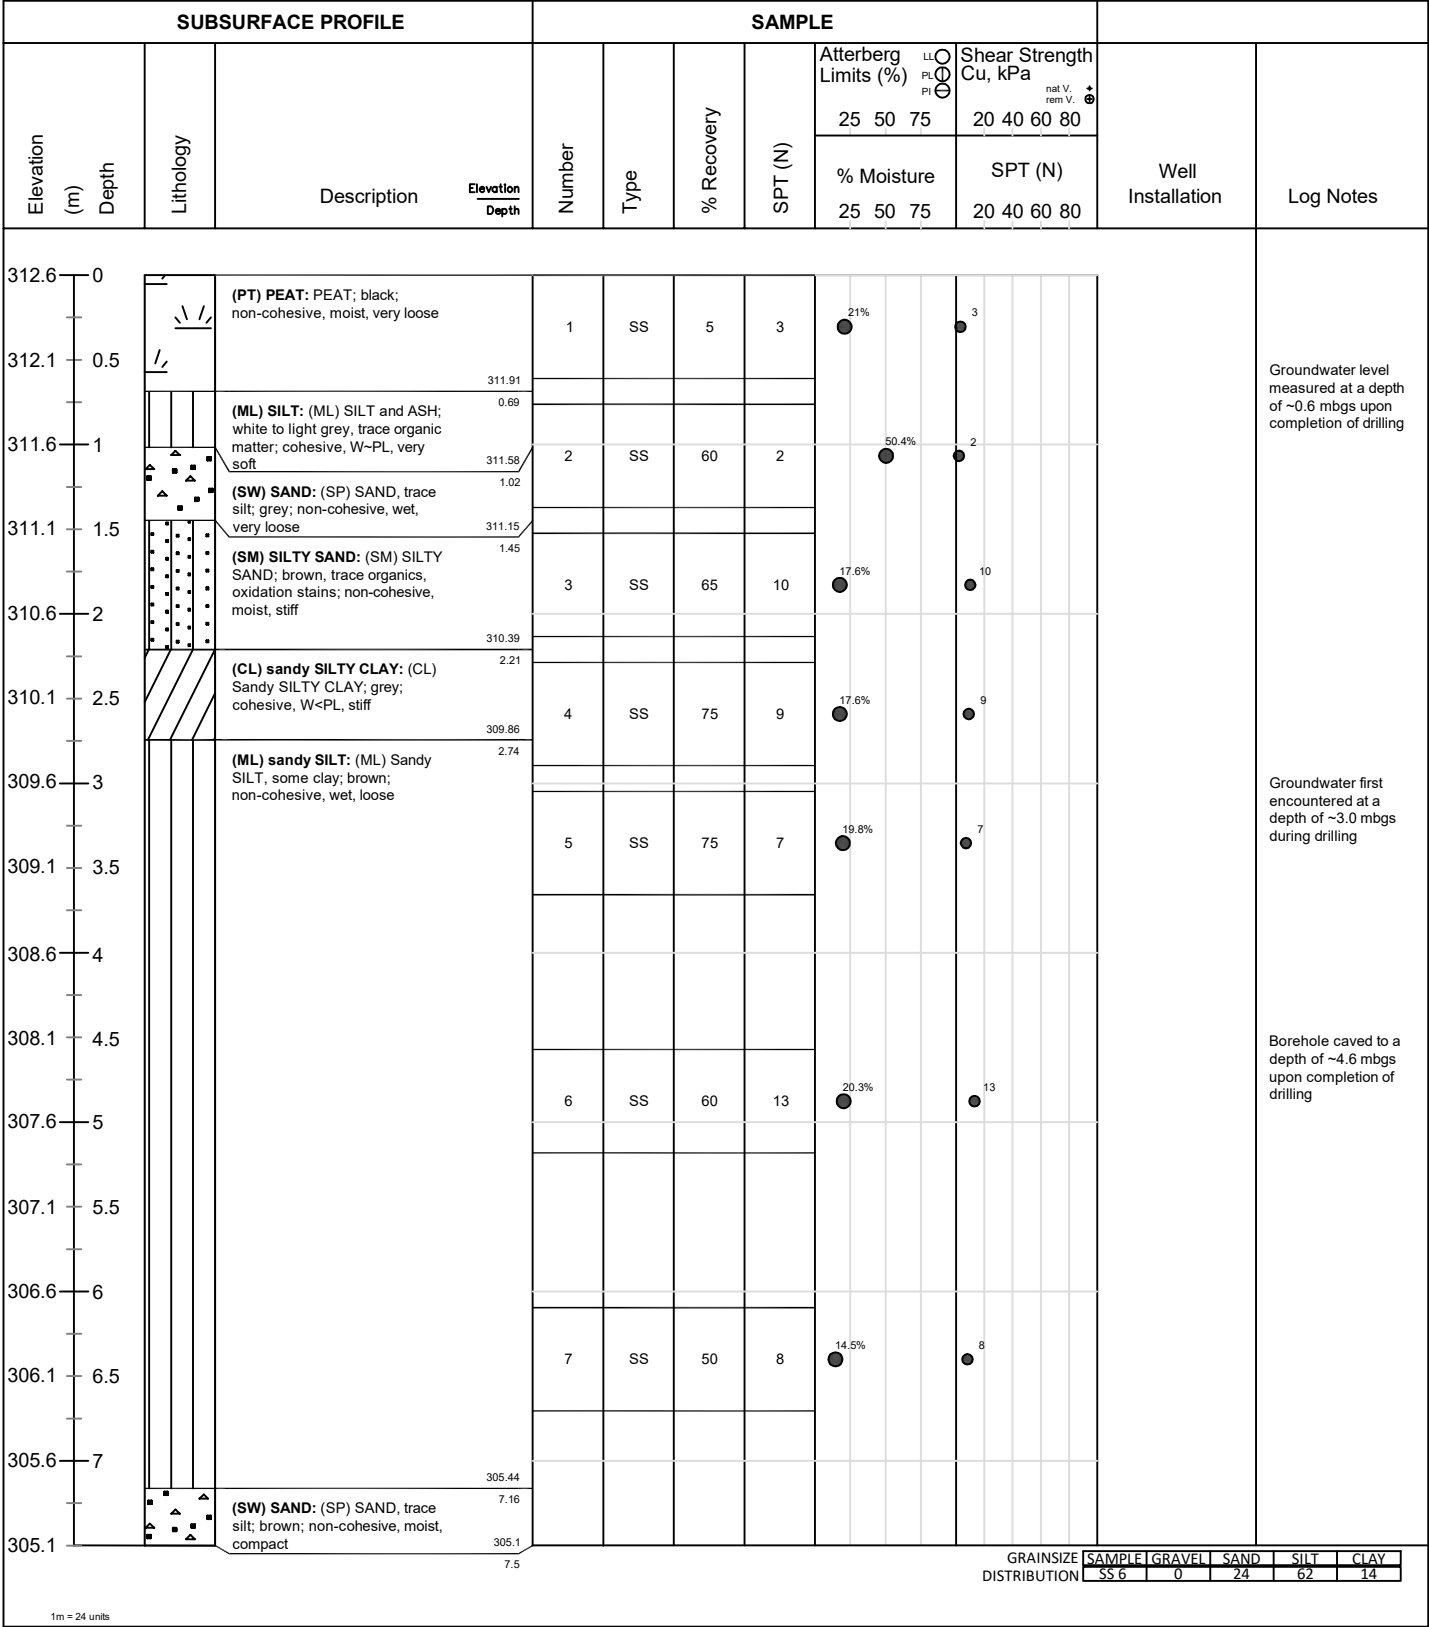 SUBSURFACE PROFILE
SAMPLE
Elevation
(m)
Depth
Lithology
Description
Elevation
Depth
Number
Type
% Recovery
SPT (N)
Atterberg
Limits (%)
LL
PL
PI
25 50 75
% Moisture
25 50 75
Shear Strength
Cu, kPa
nat V.
rem V.
20 40 60 80
SPT (N)
20 40 60 80
Well
Installation
Log Notes
312.6 0
312.1 0.5
311.6 1
311.1 1.5
310.6 2
310.1 2.5
309.6 3
309.1 3.5
308.6 4
308.1 4.5
307.6 5
307.1 5.5
306.6 6
306.1 6.5
305.6 7
305.1
(PT) PEAT: PEAT; black;
non-cohesive, moist, very loose
311.91
0.69
(ML) SILT: (ML) SILT and ASH;
white to light grey, trace organic
matter; cohesive, W~PL, very
soft
311.58
1.02
(SW) SAND: (SP) SAND, trace
silt; grey; non-cohesive, wet,
very loose
311.15
1.45
(SM) SILTY SAND: (SM) SILTY
SAND; brown, trace organics,
oxidation stains; non-cohesive,
moist, stiff
310.39
2.21
(CL) sandy SILTY CLAY: (CL)
Sandy SILTY CLAY; grey;
cohesive, W<PL, stiff
309.86
2.74
(ML) sandy SILT: (ML) Sandy
SILT, some clay; brown;
non-cohesive, wet, loose
305.44
7.16
(SW) SAND: (SP) SAND, trace
silt; brown; non-cohesive, moist,
compact
305.1
7.5
1 SS 5 3 21% 3
2 SS 60 2 50.4% 2
3 SS 65 10 17.6% 10
4 SS 75 9 17.6% 9
5 SS 75 7 19.8% 7
6 SS 60 13 20.3% 13
7 SS 50 8 14.5% 8
Groundwater level
measured at a depth
of ~0.6 mbgs upon
completion of drilling
Groundwater first
encountered at a
depth of ~3.0 mbgs
during drilling
Borehole caved to a
depth of ~4.6 mbgs
upon completion of
drilling
GRAINSIZE
DISTRIBUTION
SAMPLE GRAVEL SAND SILT CLAY
SS 6 0 24 62 14
1m = 24 units